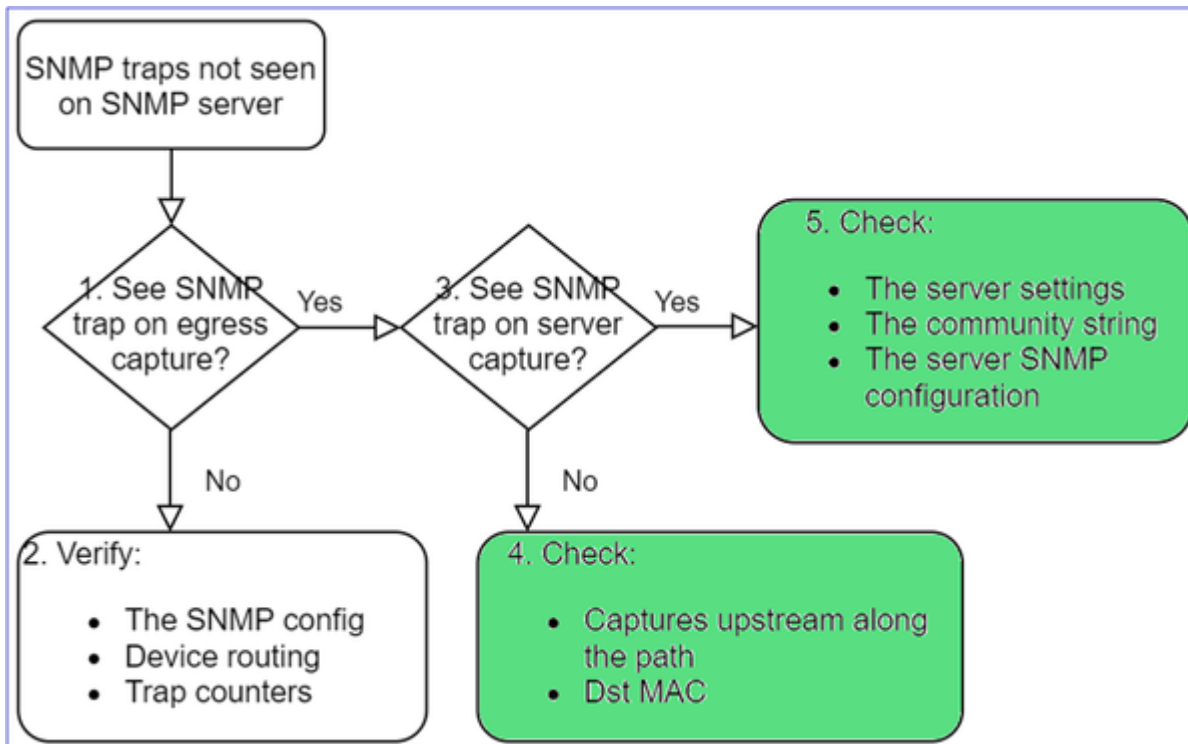 SNMP traps not seen
on SNMP server
1. See SNMP
trap on egress
capture?
Yes
3. See SNMP
trap on server
capture?
Yes
5. Check:
• The server settings
• The community string
• The server SNMP
configuration
No
No
2. Verify:
• The SNMP config
• Device routing
• Trap counters
4. Check:
• Captures upstream along
the path
• Dst MAC